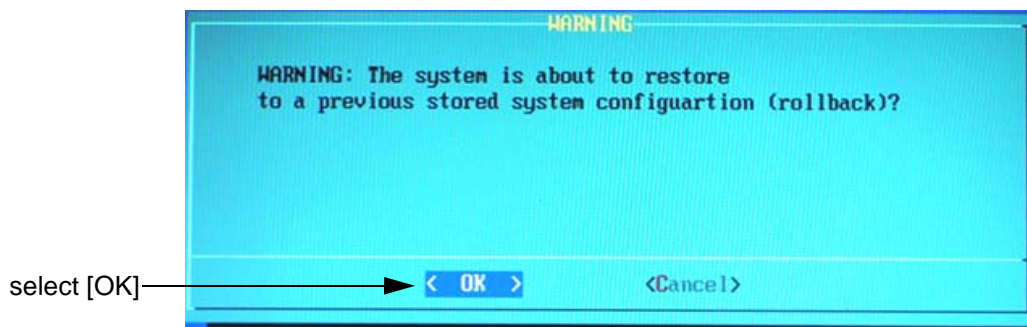 WARNING
WARNING: The system is about to restore
to a previous stored system configuartion (rollback)?
select [OK]
< OK > <Cancel>